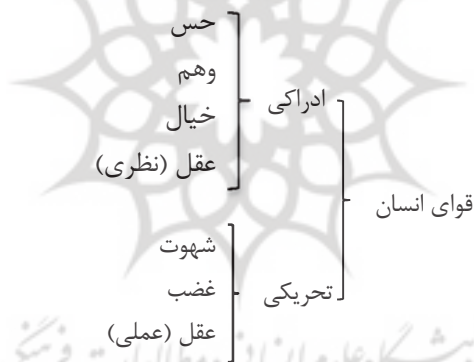 قوای انسان
ادراکی
حس
وهم
خیال
عقل (نظری)
تحریکی
شهوت
غضب
عقل (عملی)